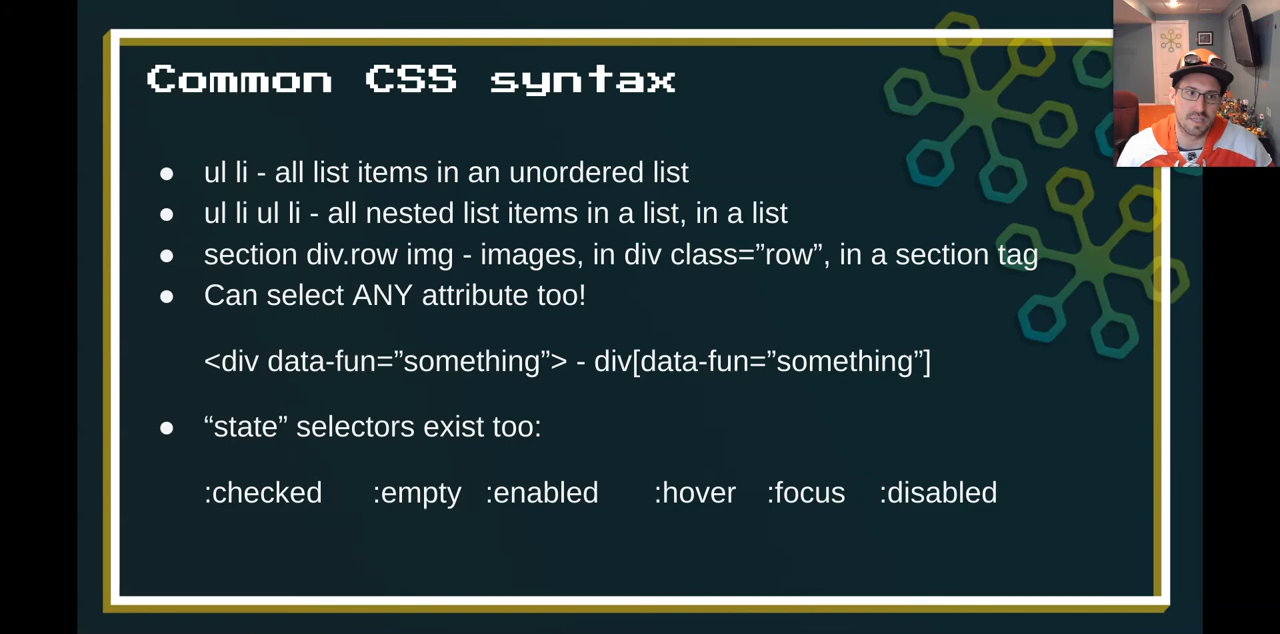 Common CSS syntax
● ul li - all list items in an unordered list
● ul li ul li - all nested list items in a list, in a list
● section div.row img - images, in div class=”row”, in a section tag
● Can select ANY attribute too!
<div data-fun=”something”> - div[data-fun=”something”]
● “state” selectors exist too:
:checked :empty :enabled :hover :focus :disabled